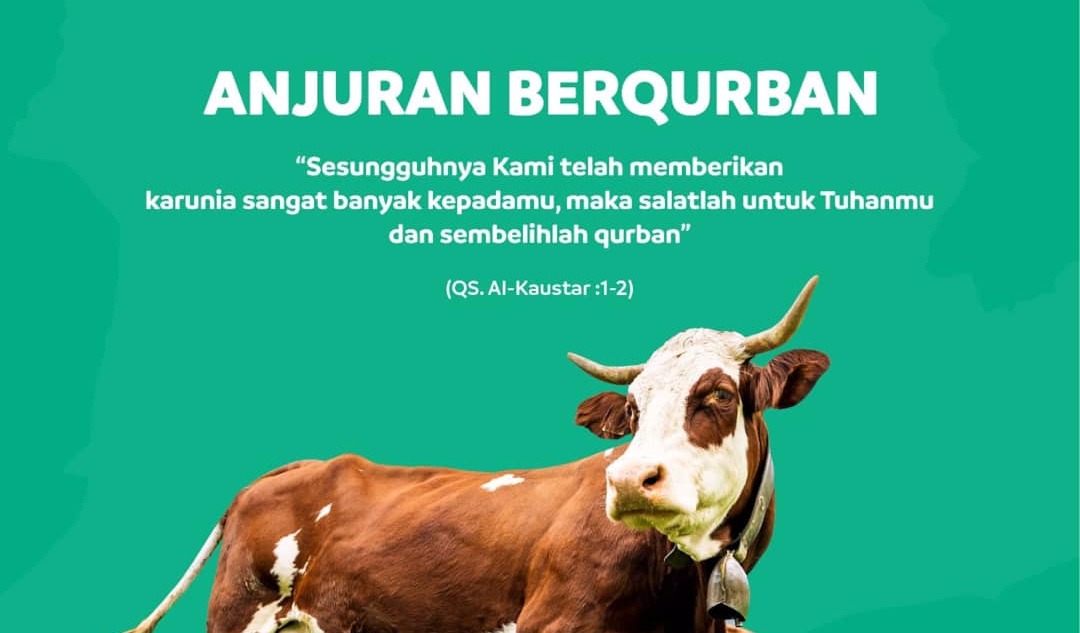 ANJURAN BERQURBAN
“Sesungguhnya Kami telah memberikan
karunia sangat banyak kepadamu, maka salatlah untuk Tuhanmu
dan sembelihlah qurban”
(QS. Al-Kaustar :1-2)